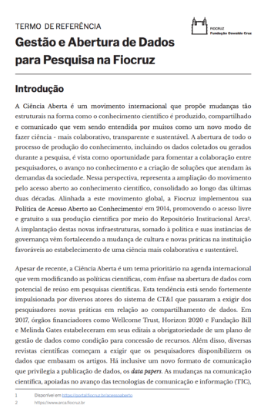 TERMO DE REFERÊNCIA
FIOCRUZ
Fundação Oswaldo Cruz
Gestão e Abertura de Dados
para Pesquisa na Fiocruz
Introdução
A Ciência Aberta é um movimento internacional que propõe mudanças tão
estruturais na forma como o conhecimento científico é produzido, compartilhado
e comunicado que vem sendo entendida por muitos como um novo modo de
fazer ciência - mais colaborativo, transparente e sustentável. A abertura de todo o
processo de produção do conhecimento, incluindo os dados coletados ou gerados
durante a pesquisa, é vista como oportunidade para fomentar a colaboração entre
pesquisadores, o avanço no conhecimento e a criação de soluções que atendam às
demandas da sociedade. Nessa perspectiva, representa a ampliação do movimento
pelo acesso aberto ao conhecimento científico, consolidado ao longo das últimas
duas décadas. Alinhada a este movimento global, a Fiocruz implementou sua
Política de Acesso Aberto ao Conhecimento¹ em 2014, promovendo o acesso livre
e gratuito a sua produção científica por meio do Repositório Institucional Arca².
A implantação destas novas infraestruturas, somado à política e suas instâncias de
governança vêm fortalecendo a mudança de cultura e novas práticas na instituição
favoráveis ao estabelecimento de uma ciência mais colaborativa e sustentável.
Apesar de recente, a Ciência Aberta é um tema prioritário na agenda internacional
que vem modificando as políticas científicas, com ênfase na abertura de dados com
potencial de reúso em pesquisas científicas. Esta tendência está sendo fortemente
impulsionada por diversos atores do sistema de CT&I que passaram a exigir dos
pesquisadores novas práticas em relação ao compartilhamento de dados. Em
2017, órgãos financiadores como Wellcome Trust, Horizon 2020 e Fundação Bill
e Melinda Gates estabeleceram em seus editais a obrigatoriedade de um plano de
gestão de dados como condição para concessão de recursos. Além disso, diversas
revistas científicas começam a exigir que os pesquisadores disponibilizem os
dados que embasam os artigos. Há inclusive um novo formato de comunicação
que privilegia a publicação de dados, os data papers. As mudanças na comunicação
científica, apoiadas no avanço das tecnologias de comunicação e informação (TIC),
1 Disponível em
2